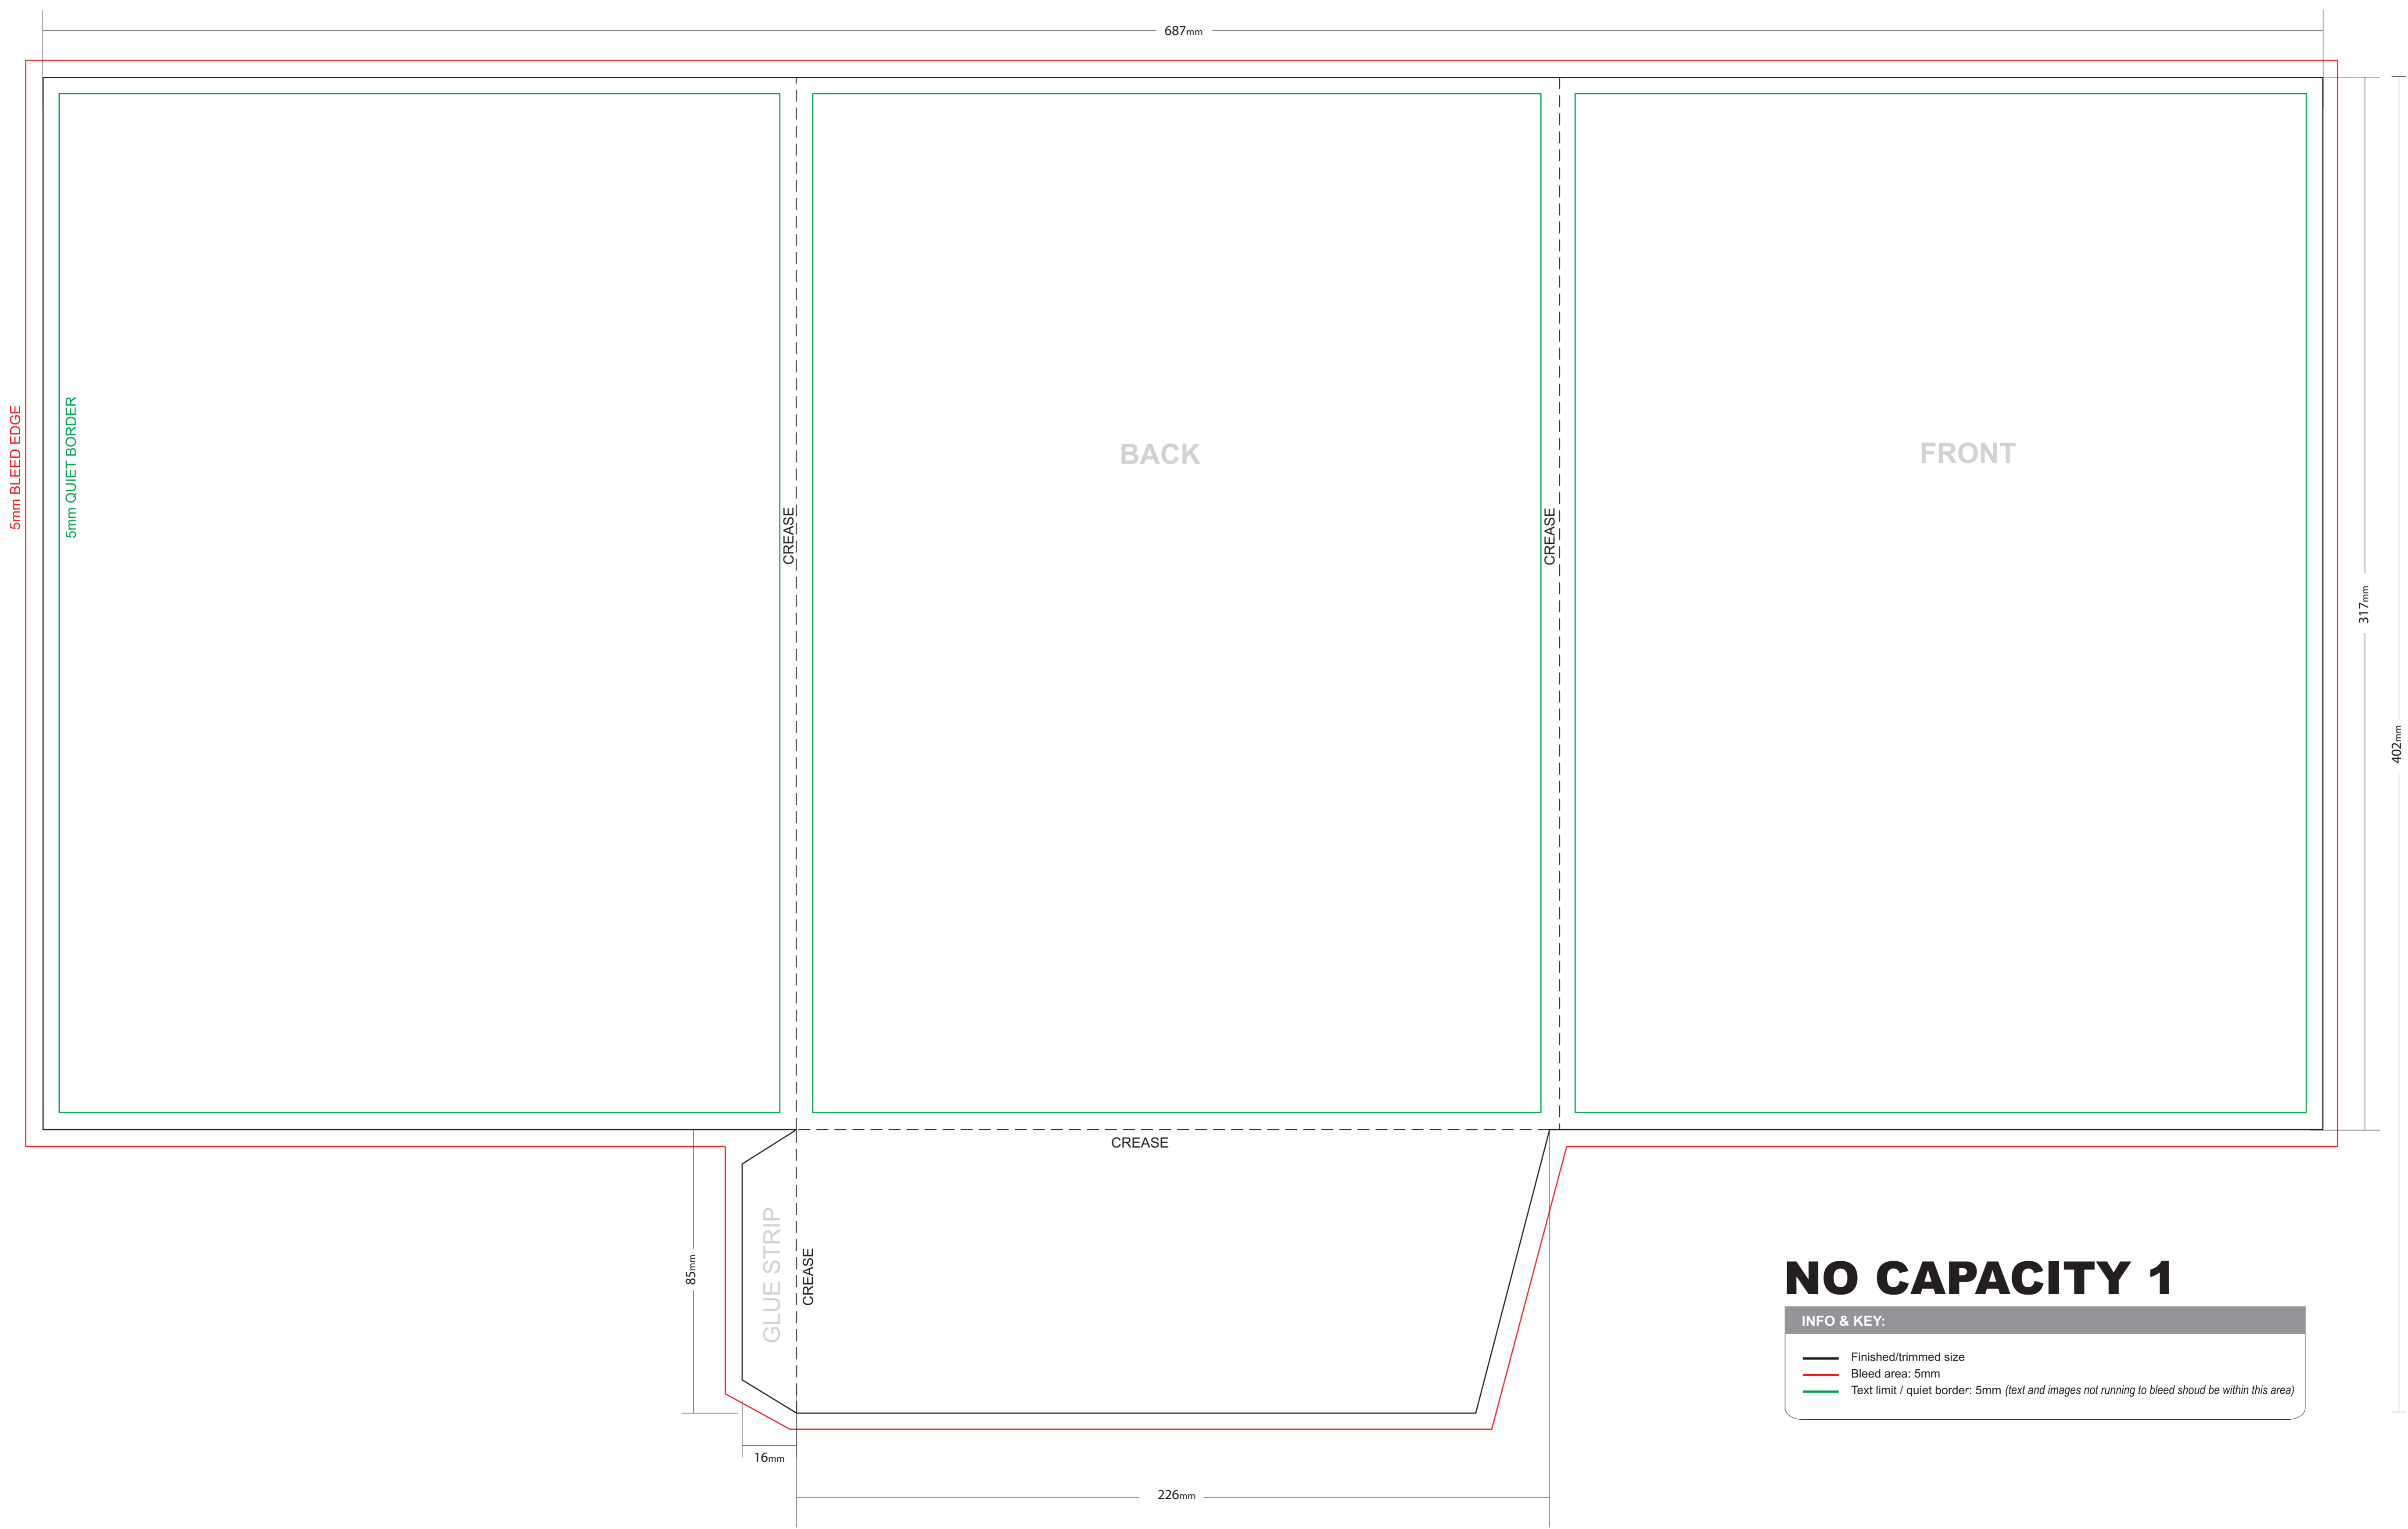 687mm
5mm BLEED EDGE
5mm QUIET BORDER
CREASE
BACK
CREASE
FRONT
317mm
402mm
CREASE
85mm
GLUE STRIP
CREASE
16mm
226mm
NO CAPACITY 1
INFO & KEY:
Finished/trimmed size
Bleed area: 5mm
Text limit / quiet border: 5mm (text and images not running to bleed shoud be within this area)